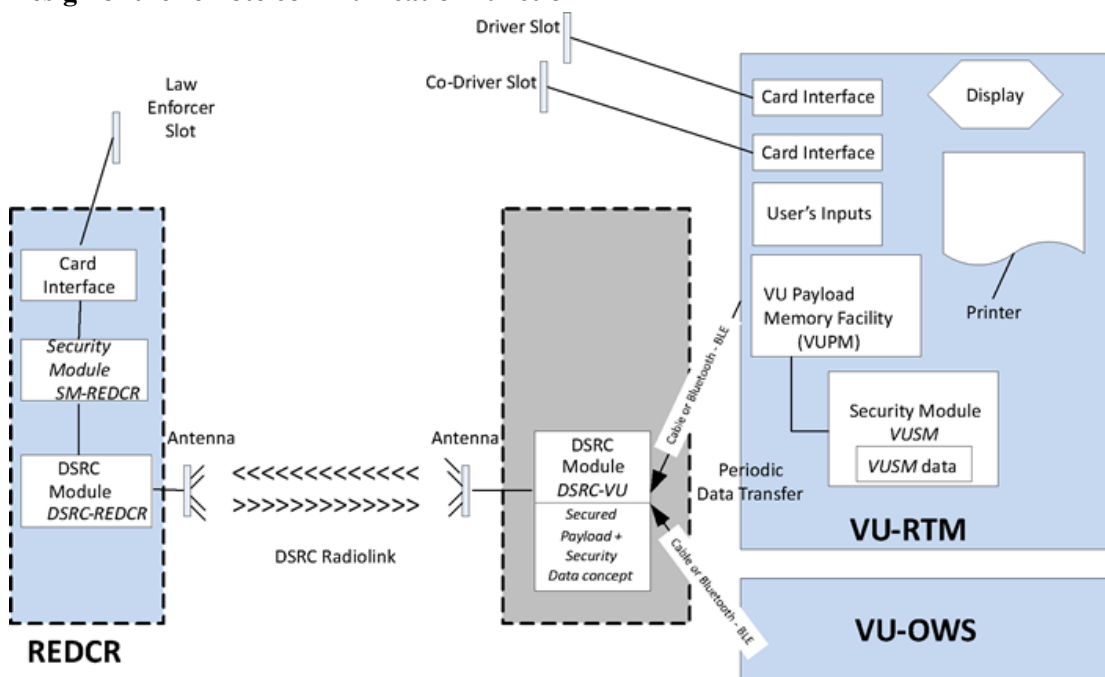 Driver Slot
Co-Driver Slot
Law
Enforcer
Slot
Card Interface
Display
Card Interface
User's Inputs
Card
Interface
VU Payload
Memory Facility
(VUPM)
Printer
Security
Module
SM-REDCR
Cable or Bluetooth - BLE
Security Module
VUSM
VUSM data
Antenna
Antenna
DSRC
Module
DSRC-REDCR
<<<<<<<<<<<<<
>>>>>>>>>>>>>
DSRC Radiolink
DSRC
Module
DSRC-VU
Secured
Payload +
Security
Data concept
Periodic
Data Transfer
VU-RTM
Cable or Bluetooth - BLE
VU-OWS
REDCR